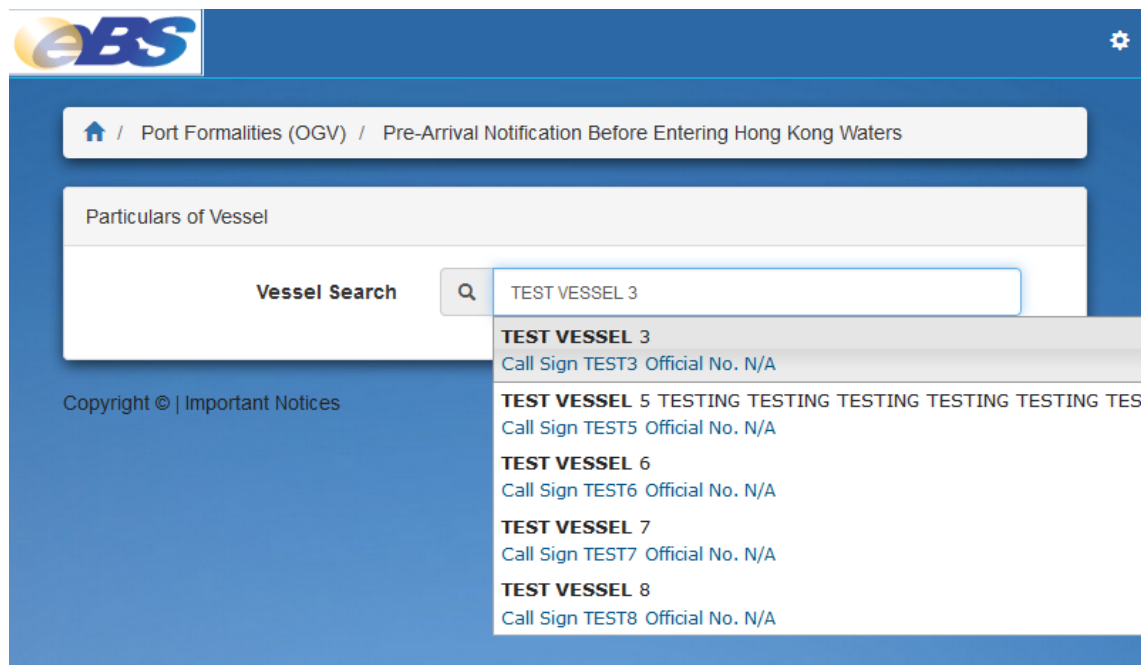 eBS
/ Port Formalities (OGV) / Pre-Arrival Notification Before Entering Hong Kong Waters
Particulars of Vessel
Vessel Search TEST VESSEL 3
TEST VESSEL 3
Call Sign TEST3 Official No. N/A
TEST VESSEL 5 TESTING TESTING TESTING TESTING TESTING TES
Call Sign TEST5 Official No. N/A
TEST VESSEL 6
Call Sign TEST6 Official No. N/A
TEST VESSEL 7
Call Sign TEST7 Official No. N/A
TEST VESSEL 8
Call Sign TEST8 Official No. N/A
Copyright © | Important Notices